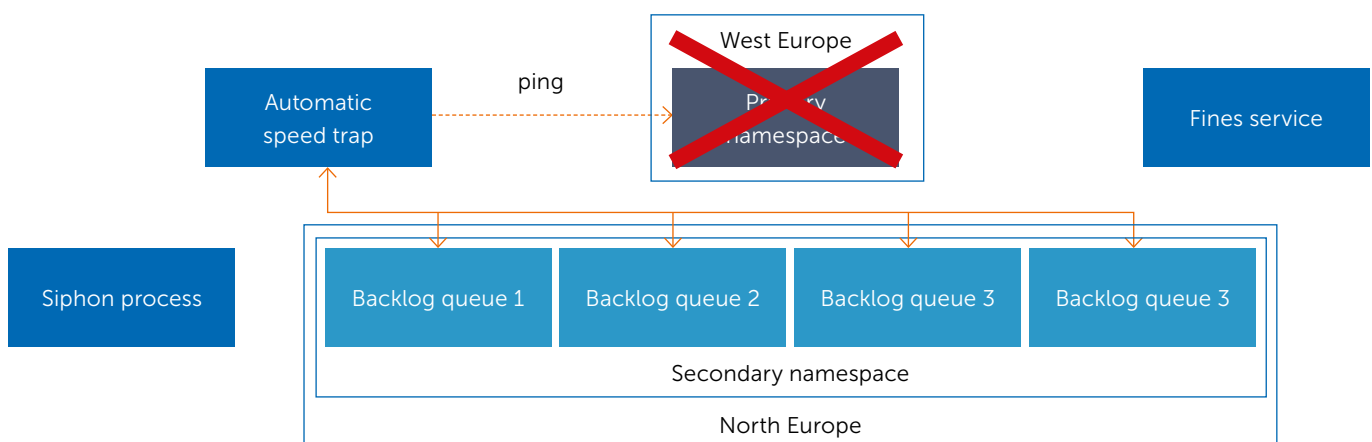 West Europe
ping
Automatic
speed trap
namespace
Fines service
Siphon process
Backlog queue 1
Backlog queue 2
Backlog queue 3
Backlog queue 3
Secondary namespace
North Europe